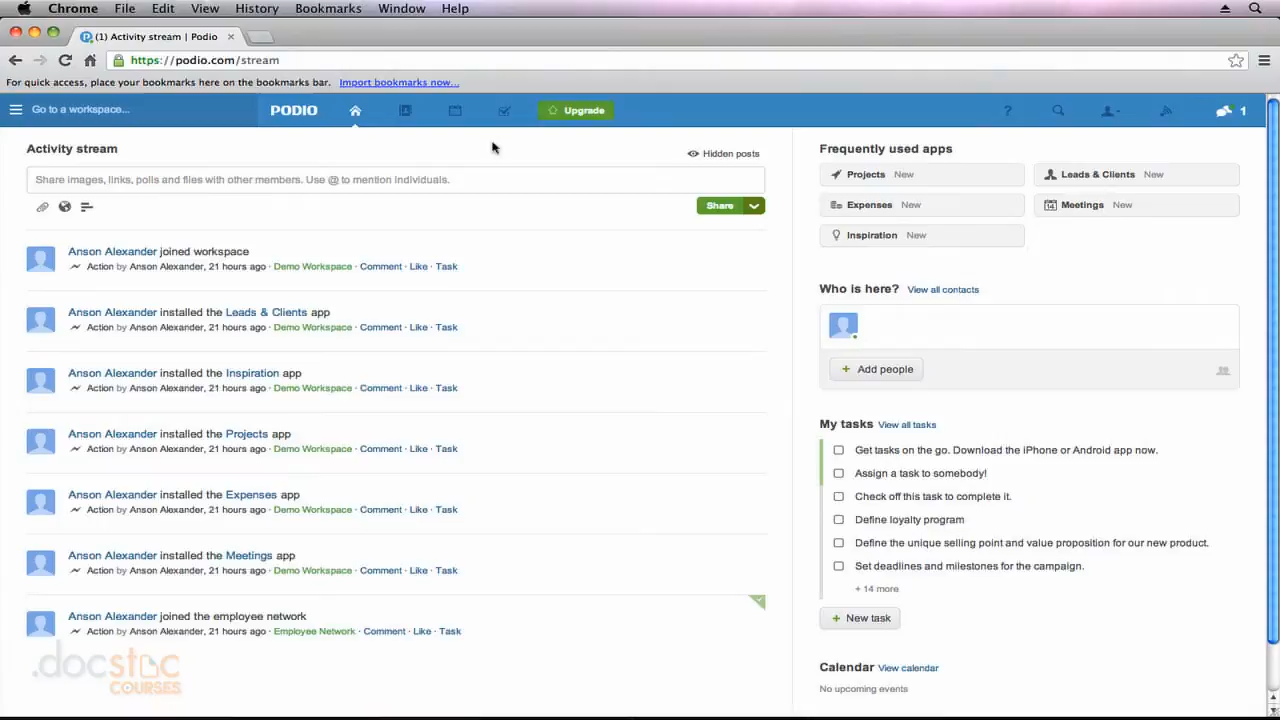 Chrome File Edit View History Bookmarks Window Help
(1) Activity stream | Podio
https://podio.com/stream
For quick access, place your bookmarks here on the bookmarks bar. Import bookmarks now...
Go to a workspace... PODIO Upgrade ? 1
Activity stream
Hidden posts
Share images, links, polls and files with other members. Use @ to mention individuals.
Share
Anson Alexander joined workspace
Action by Anson Alexander, 21 hours ago · Demo Workspace · Comment · Like · Task
Anson Alexander installed the Leads & Clients app
Action by Anson Alexander, 21 hours ago · Demo Workspace · Comment · Like · Task
Anson Alexander installed the Inspiration app
Action by Anson Alexander, 21 hours ago · Demo Workspace · Comment · Like · Task
Anson Alexander installed the Projects app
Action by Anson Alexander, 21 hours ago · Demo Workspace · Comment · Like · Task
Anson Alexander installed the Expenses app
Action by Anson Alexander, 21 hours ago · Demo Workspace · Comment · Like · Task
Anson Alexander installed the Meetings app
Action by Anson Alexander, 21 hours ago · Demo Workspace · Comment · Like · Task
Anson Alexander joined the employee network
Action by Anson Alexander, 21 hours ago · Employee Network · Comment · Like · Task
.docstoc
COURSES
Frequently used apps
Projects New Leads & Clients New
Expenses New 14 Meetings New
Inspiration New
Who is here? View all contacts
+ Add people
My tasks View all tasks
Get tasks on the go. Download the iPhone or Android app now.
Assign a task to somebody!
Check off this task to complete it.
Define loyalty program
Define the unique selling point and value proposition for our new product.
Set deadlines and milestones for the campaign.
+ 14 more
+ New task
Calendar View calendar
No upcoming events